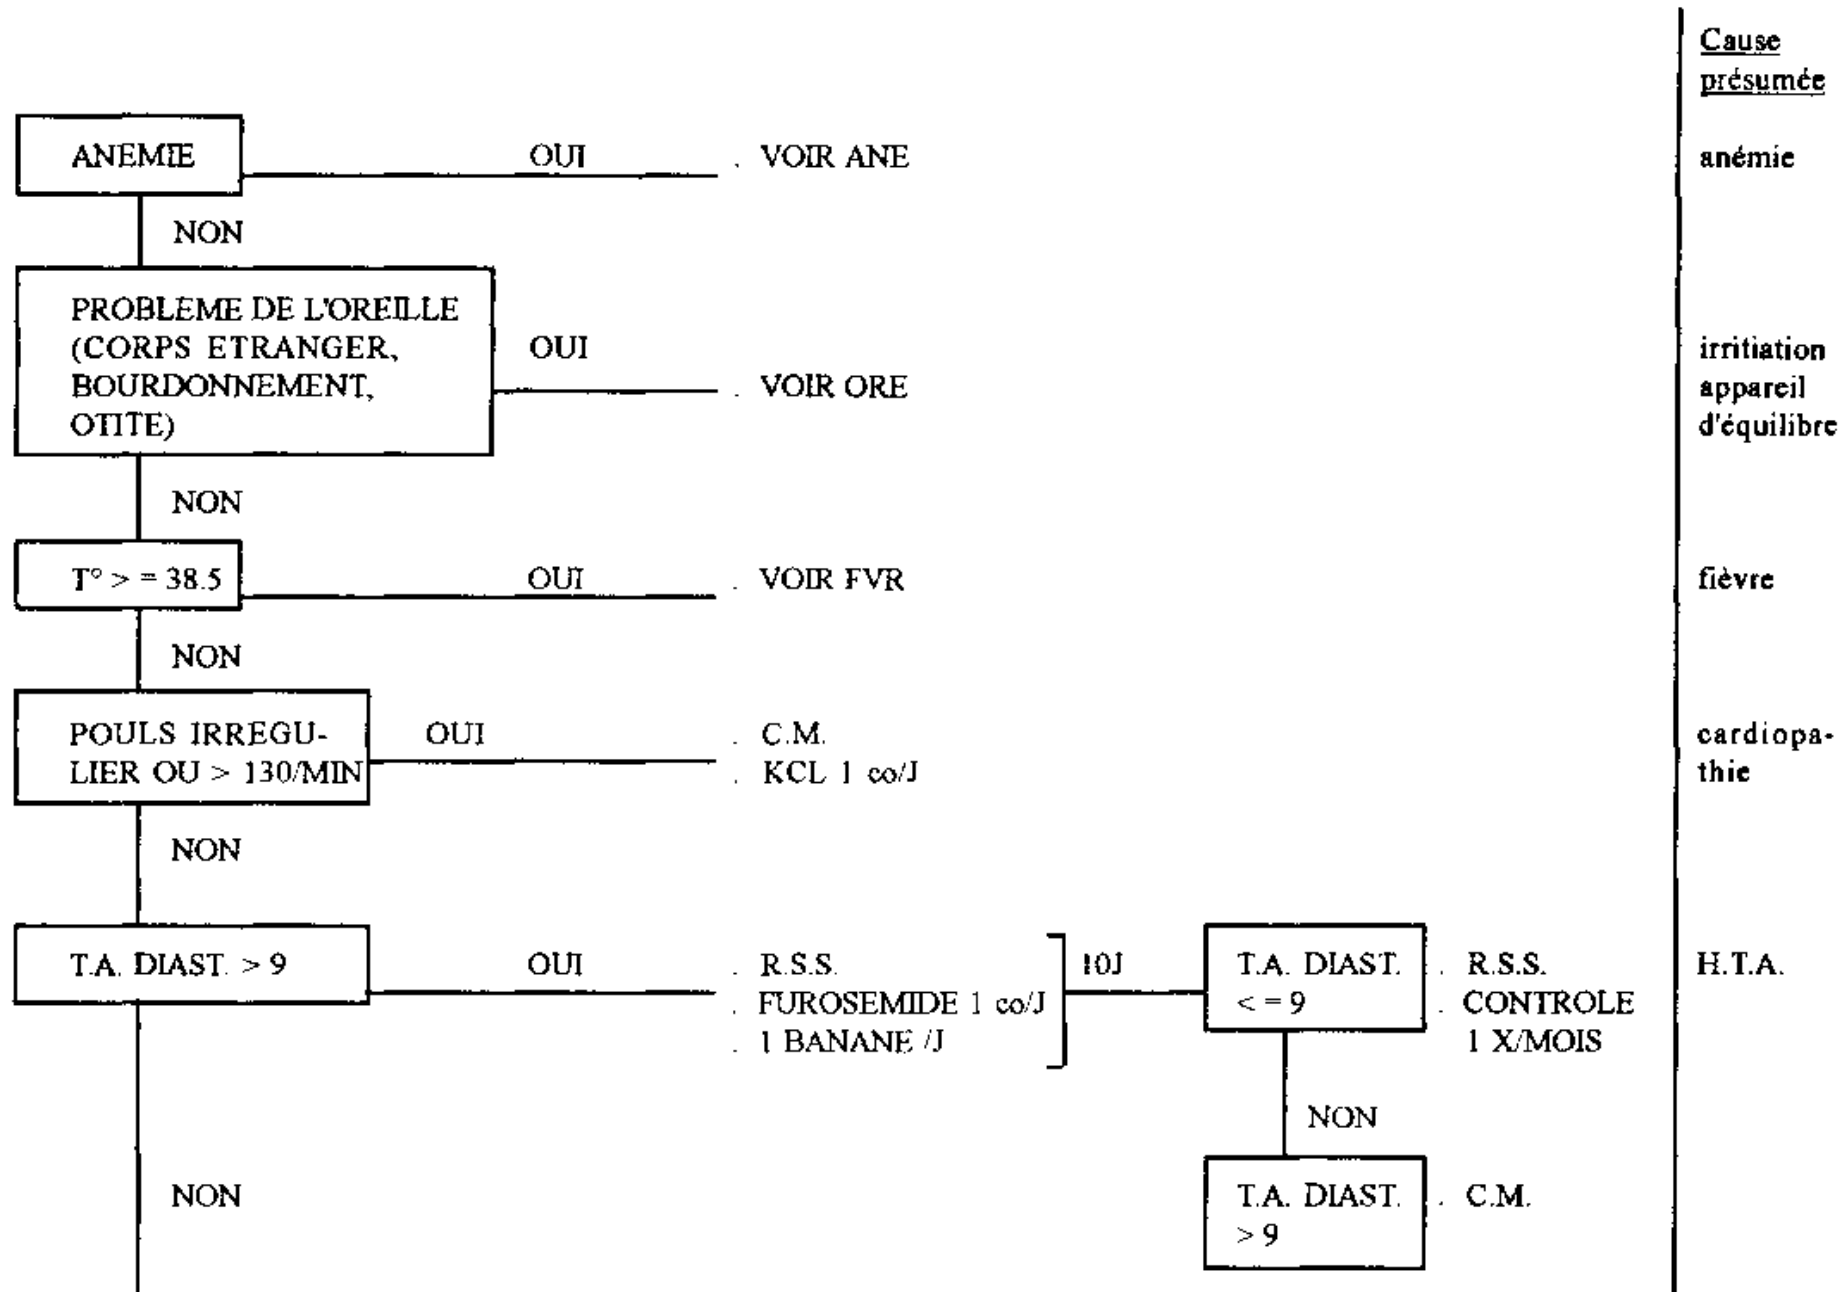 Cause
présumée
ANEMIE
OUI
. VOIR ANE
anémie
NON
PROBLEME DE L'OREILLE
(CORPS ETRANGER,
BOURDONNEMENT,
OTITE)
OUI
. VOIR ORE
irritiation
appareil
d'équilibre
NON
T° > = 38.5
OUI
. VOIR FVR
fièvre
NON
POULS IRREGU-
LIER OU > 130/MIN
OUI
. C.M.
. KCL 1 co/J
cardiopa-
thie
NON
T.A. DIAST. > 9
OUI
. R.S.S.
. FUROSEMIDE 1 co/J
. 1 BANANE /J
10J
T.A. DIAST.
< = 9
. R.S.S.
. CONTROLE
1 X/MOIS
H.T.A.
NON
NON
T.A. DIAST.
> 9
. C.M.